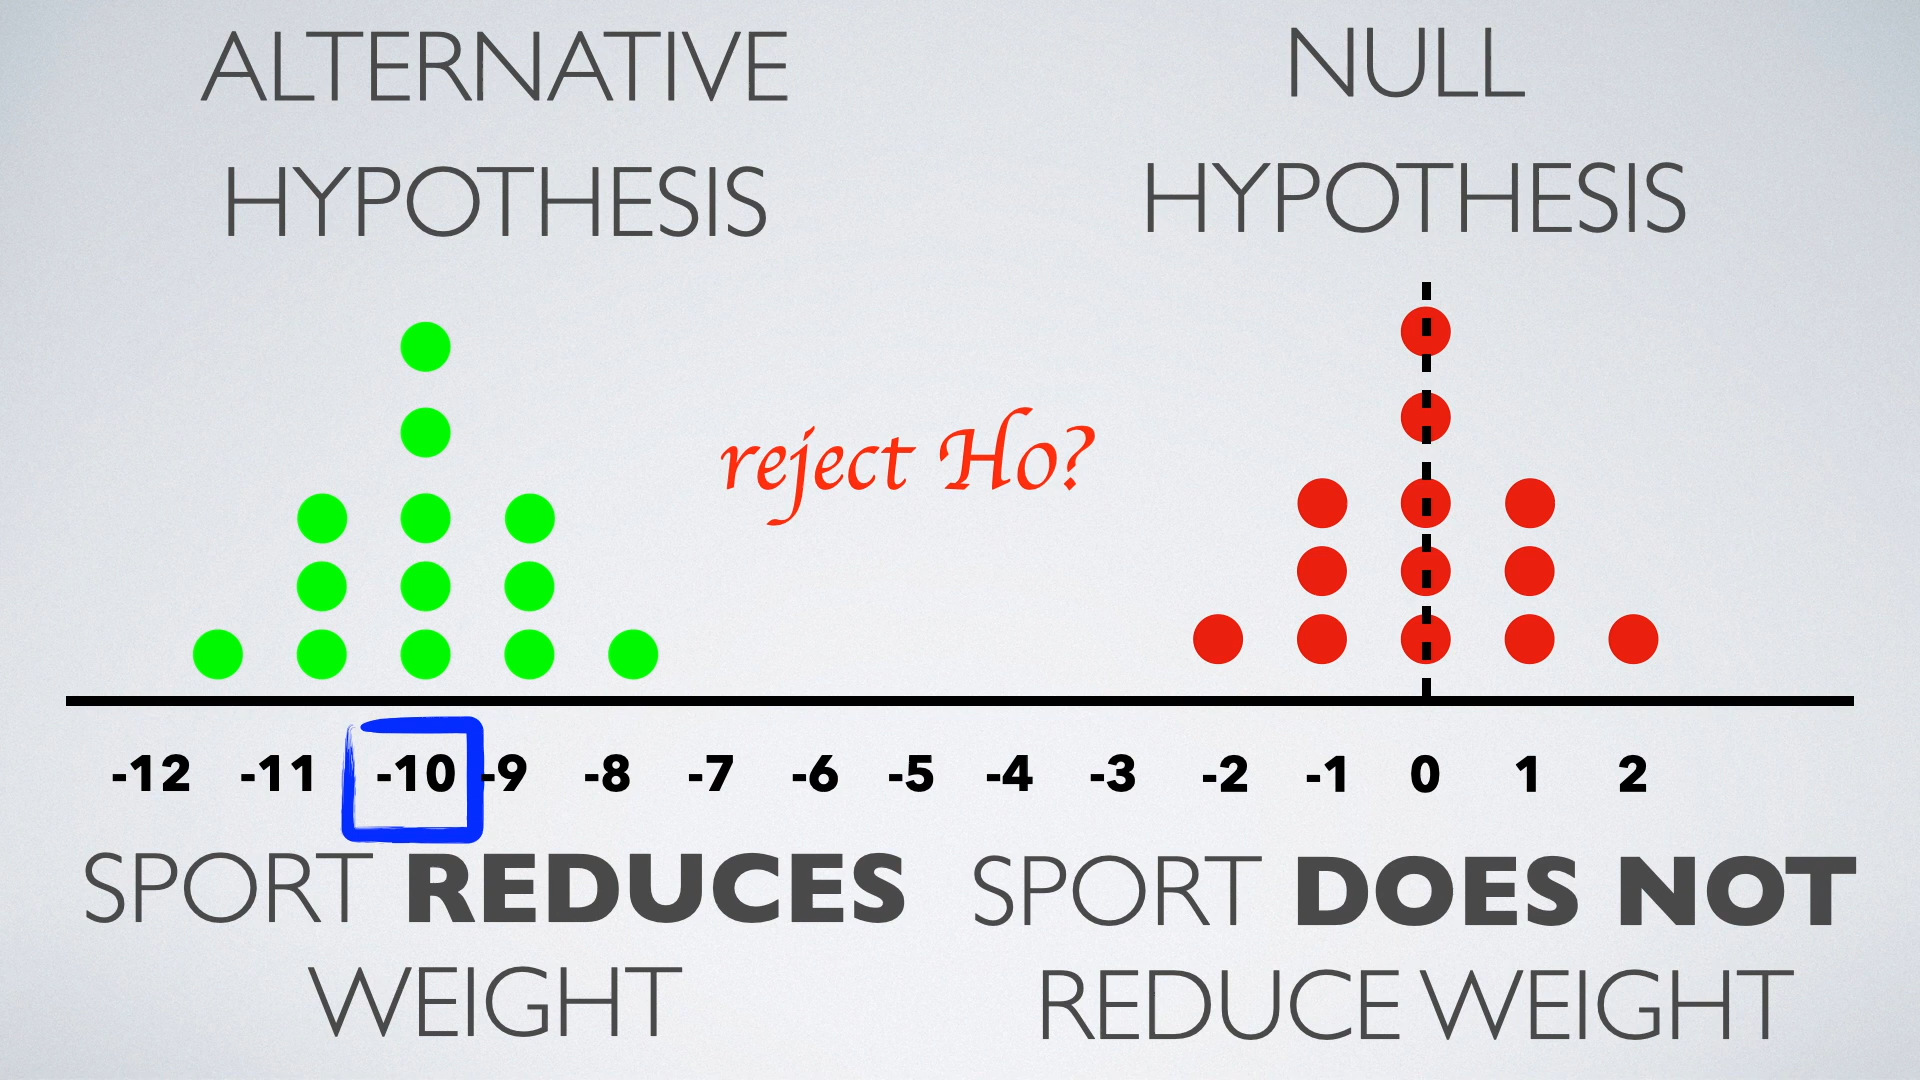 ALTERNATIVE
HYPOTHESIS
NULL
HYPOTHESIS
reject Ho?
-12 -11 -10 -9 -8 -7 -6 -5 -4 -3 -2 -1 0 1 2
SPORT REDUCES
WEIGHT
SPORT DOES NOT
REDUCE WEIGHT